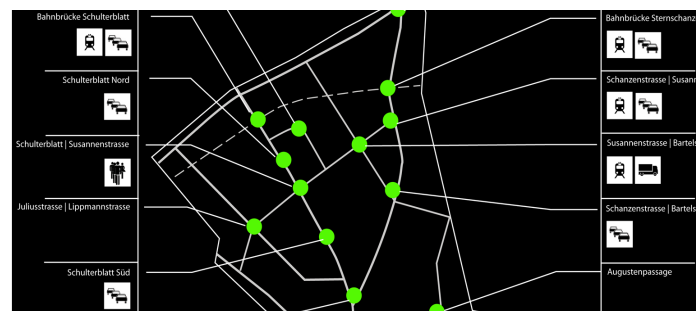 Bahnbrücke Schulterblatt
Schulterblatt Nord
Schulterblatt | Susannenstrasse
Juliusstrasse | Lippmannstrasse
Schulterblatt Süd
Bahnbrücke Sternschanz
Schanzenstrasse | Susann
Susannenstrasse | Bartels
Schanzenstrasse | Bartels
Augustenpassage